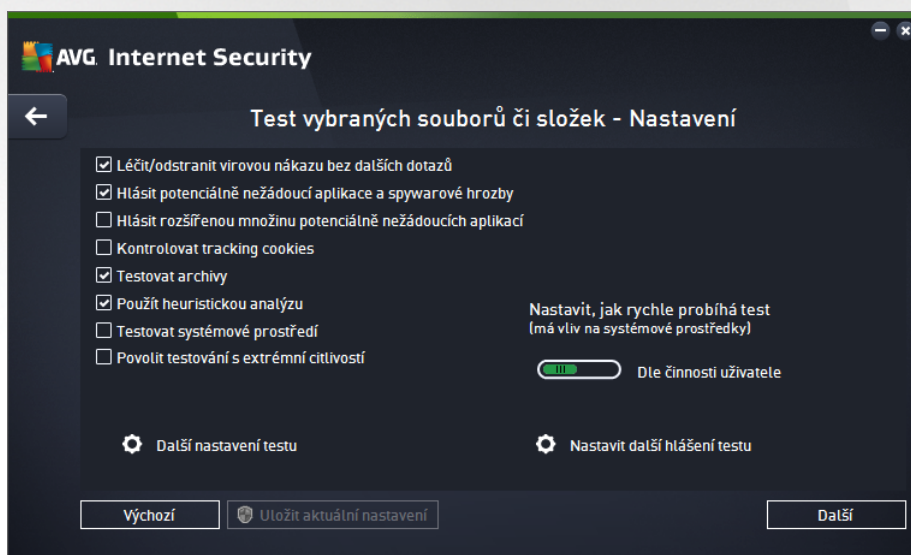 AVG. Internet Security
Test vybraných souborů či složek - Nastavení
Léčit/odstranit virovou nákazu bez dalších dotazů
Hlásit potenciálně nežádoucí aplikace a spywarové hrozby
Hlásit rozšířenou množinu potenciálně nežádoucích aplikací
Kontrolovat tracking cookies
Testovat archivy
Použít heuristickou analýzu
Testovat systémové prostředí
Povolit testování s extrémní citlivostí
Nastavit, jak rychle probíhá test
(má vliv na systémové prostředky)
Dle činnosti uživatele
Další nastavení testu
Nastavit další hlášení testu
Výchozí
Uložit aktuální nastavení
Další